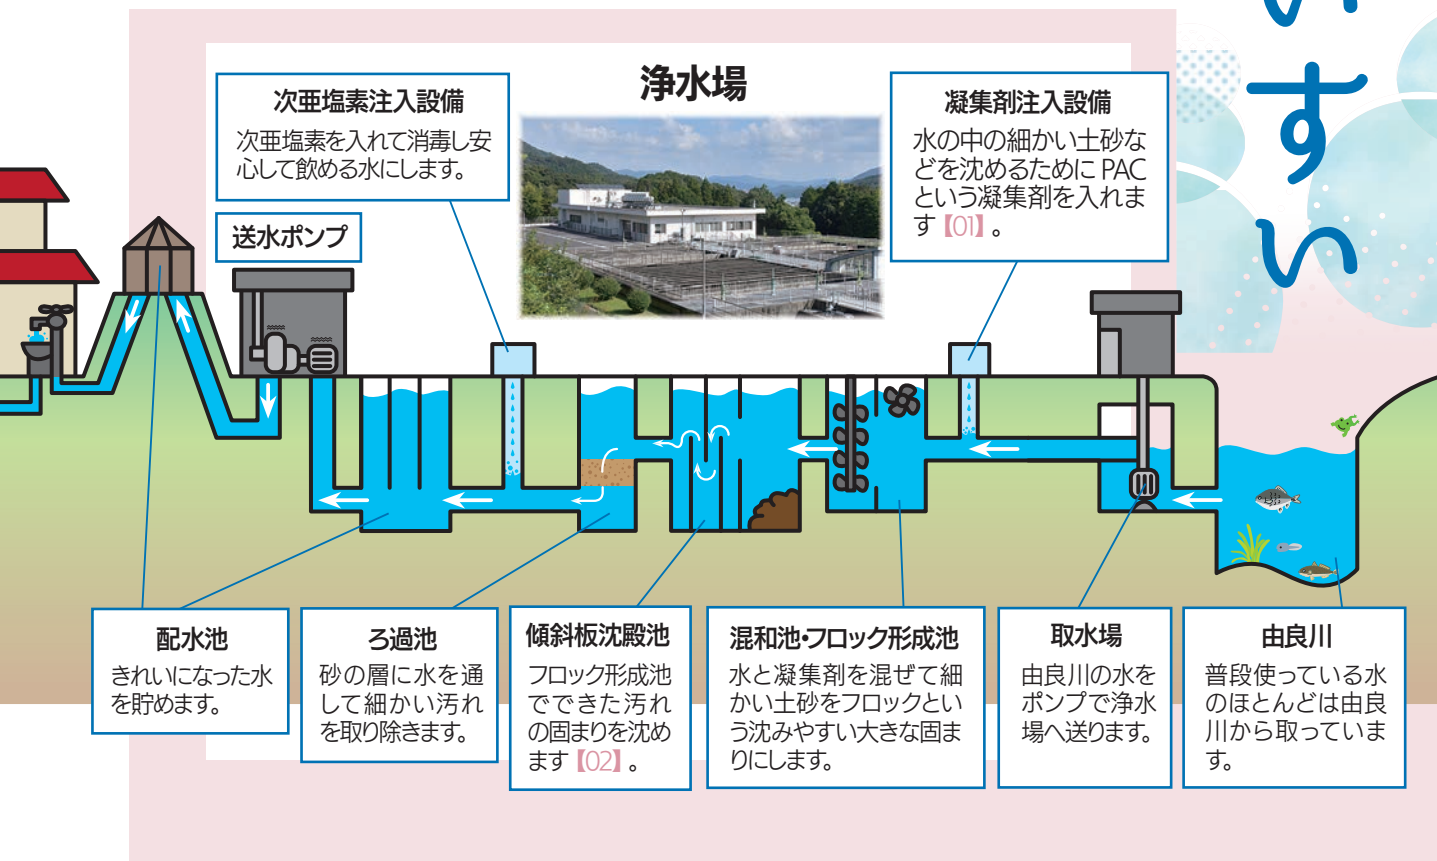 いすい
浄水場
次亜塩素注入設備
次亜塩素を入れて消毒し安
心して飲める水にします。
凝集剤注入設備
水の中の細かい土砂な
どを沈めるために PAC
という凝集剤を入れま
す【01】。
送水ポンプ
配水池
きれいになった水
を貯めます。
ろ過池
砂の層に水を通
して細かい汚れ
を取り除きます。
傾斜板沈殿池
フロック形成池
でできた汚れ
の固まりを沈め
ます【02】。
混和池・フロック形成池
水と凝集剤を混ぜて細
かい土砂をフロックとい
う沈みやすい大きな固ま
りにします。
取水場
由良川の水を
ポンプで浄水
場へ送ります。
由良川
普段使っている水
のほとんどは由良
川から取っていま
す。